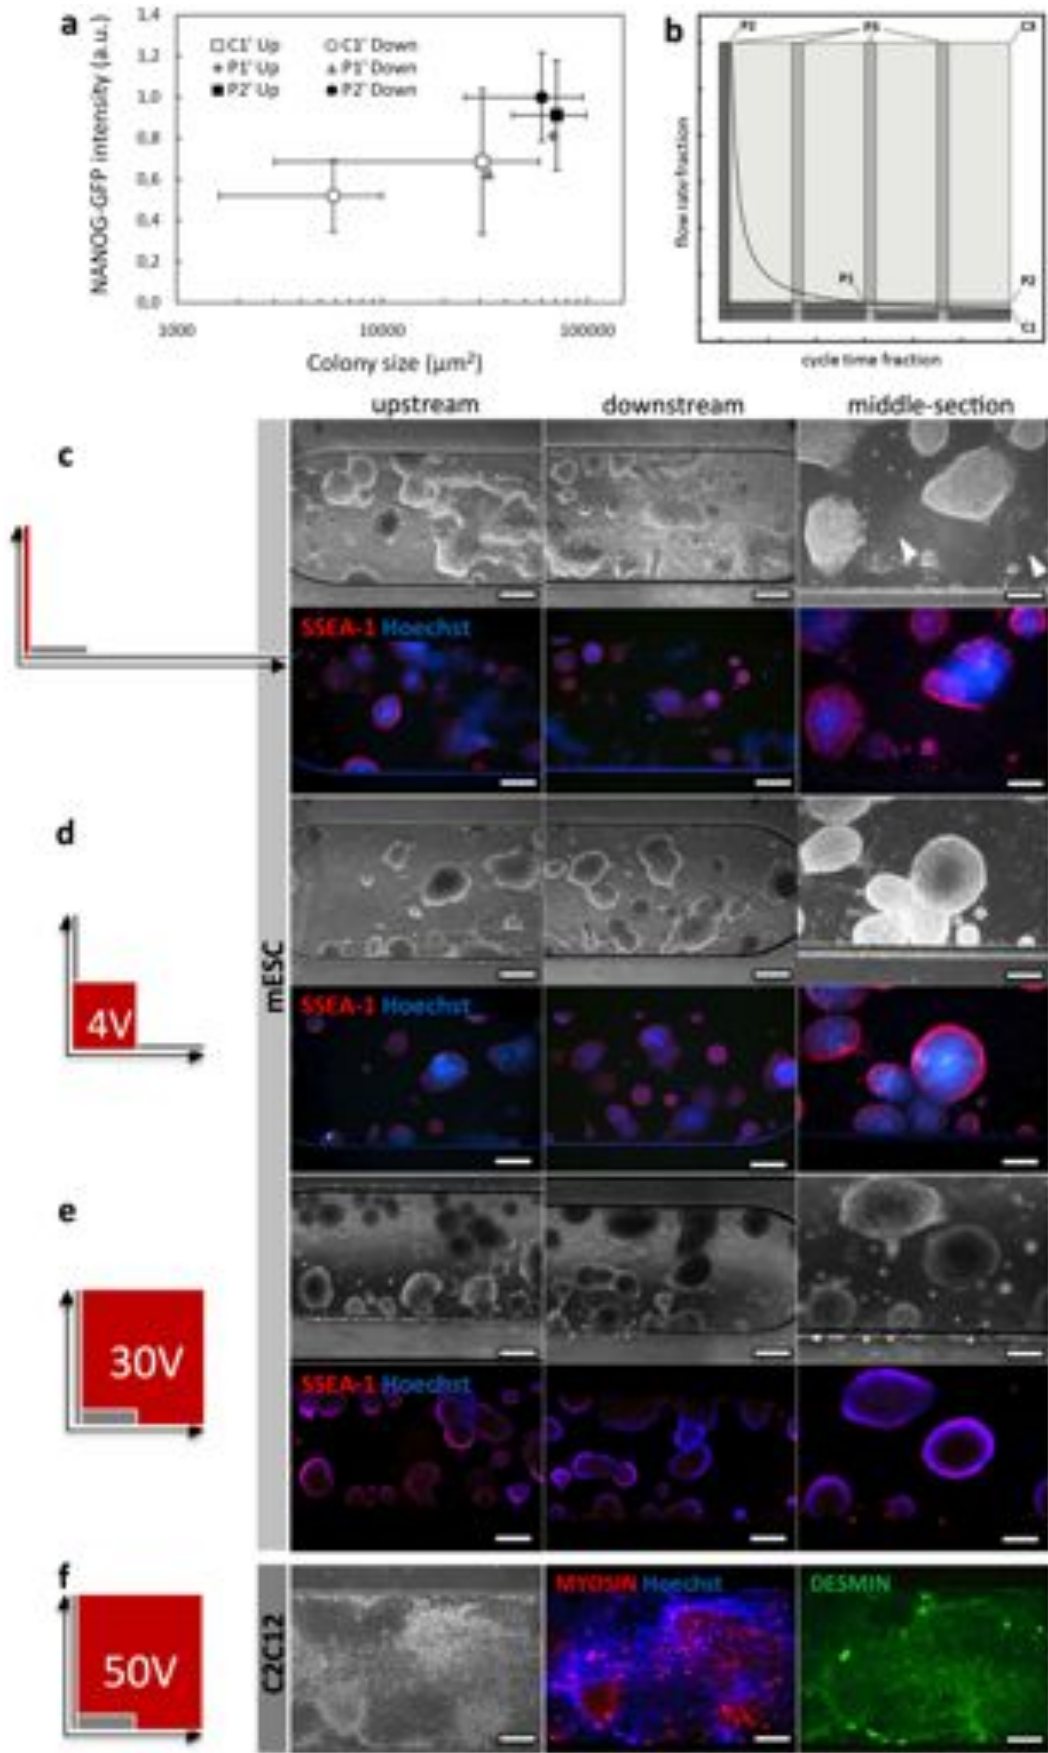 a
1.4
1.2
1.0
0.8
0.6
0.4
0.2
0.0
NANOG-GFP intensity (a.u.)
C1' Up C1' Down
P1' Up P1' Down
P2' Up P2' Down
1000 10000 100000
Colony size (μm²)
b
P2 P3 C3
P1
P2
C1
flow rate fraction
cycle time fraction
upstream downstream middle-section
c
SSEA-1 Hoechst
d
mESC
4V
SSEA-1 Hoechst
e
30V
SSEA-1 Hoechst
f
50V
C2C12
MYOSIN Hoechst
DESMIN